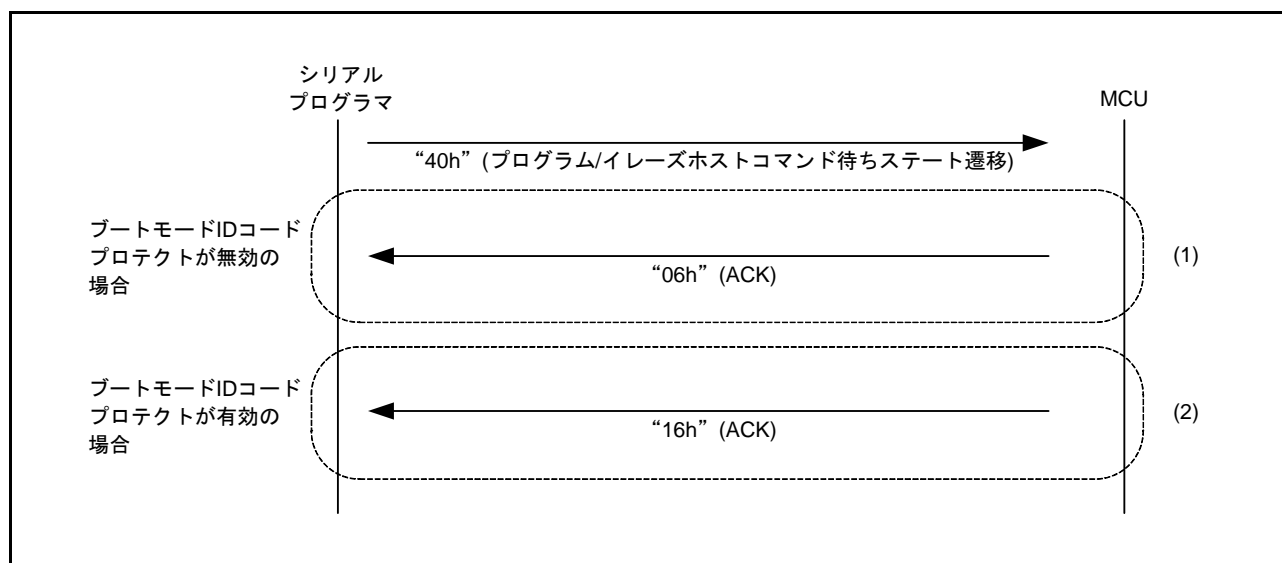 シリアル
プログラマ
MCU
“40h” (プログラム/イレーズホストコマンド待ちステート遷移)
ブートモードIDコード
プロテクトが無効の
場合
“06h” (ACK)
(1)
ブートモードIDコード
プロテクトが有効の
場合
“16h” (ACK)
(2)